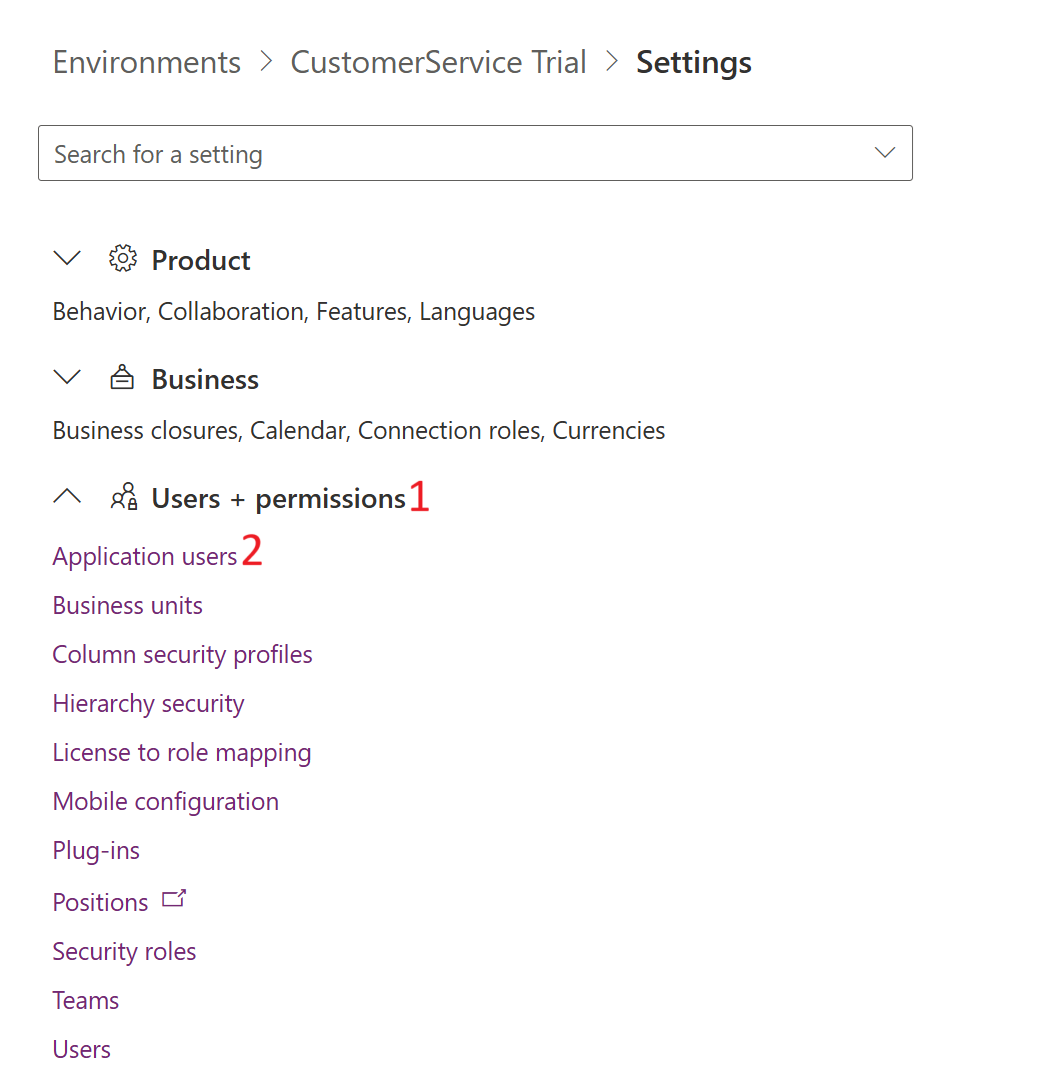 Environments > CustomerService Trial > Settings
Search for a setting
Product
Behavior, Collaboration, Features, Languages
Business
Business closures, Calendar, Connection roles, Currencies
Users + permissions 1
Application users 2
Business units
Column security profiles
Hierarchy security
License to role mapping
Mobile configuration
Plug-ins
Positions
Security roles
Teams
Users